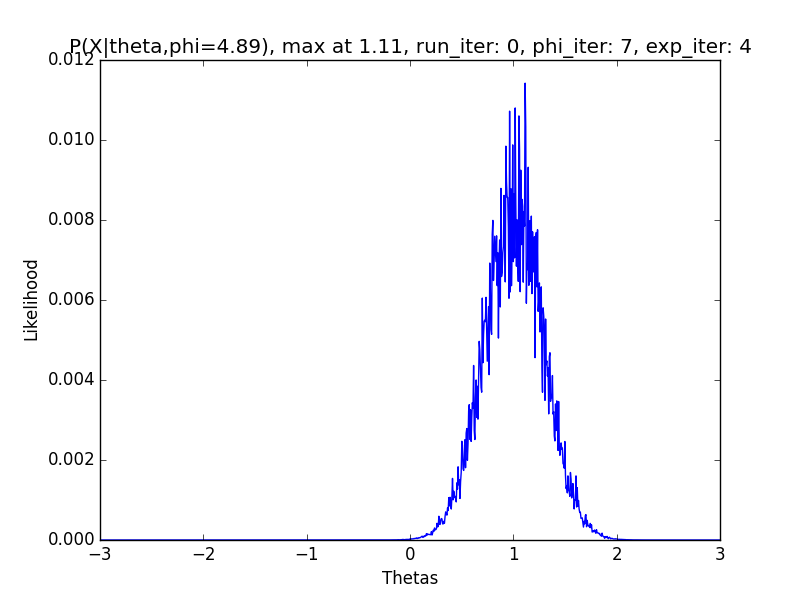 P(X|theta,phi=4.89), max at 1.11, run_iter: 0, phi_iter: 7, exp_iter: 4
0.012
0.010
0.008
0.006
0.004
0.002
0.000
Likelihood
−3 −2 −1 0 1 2 3
Thetas